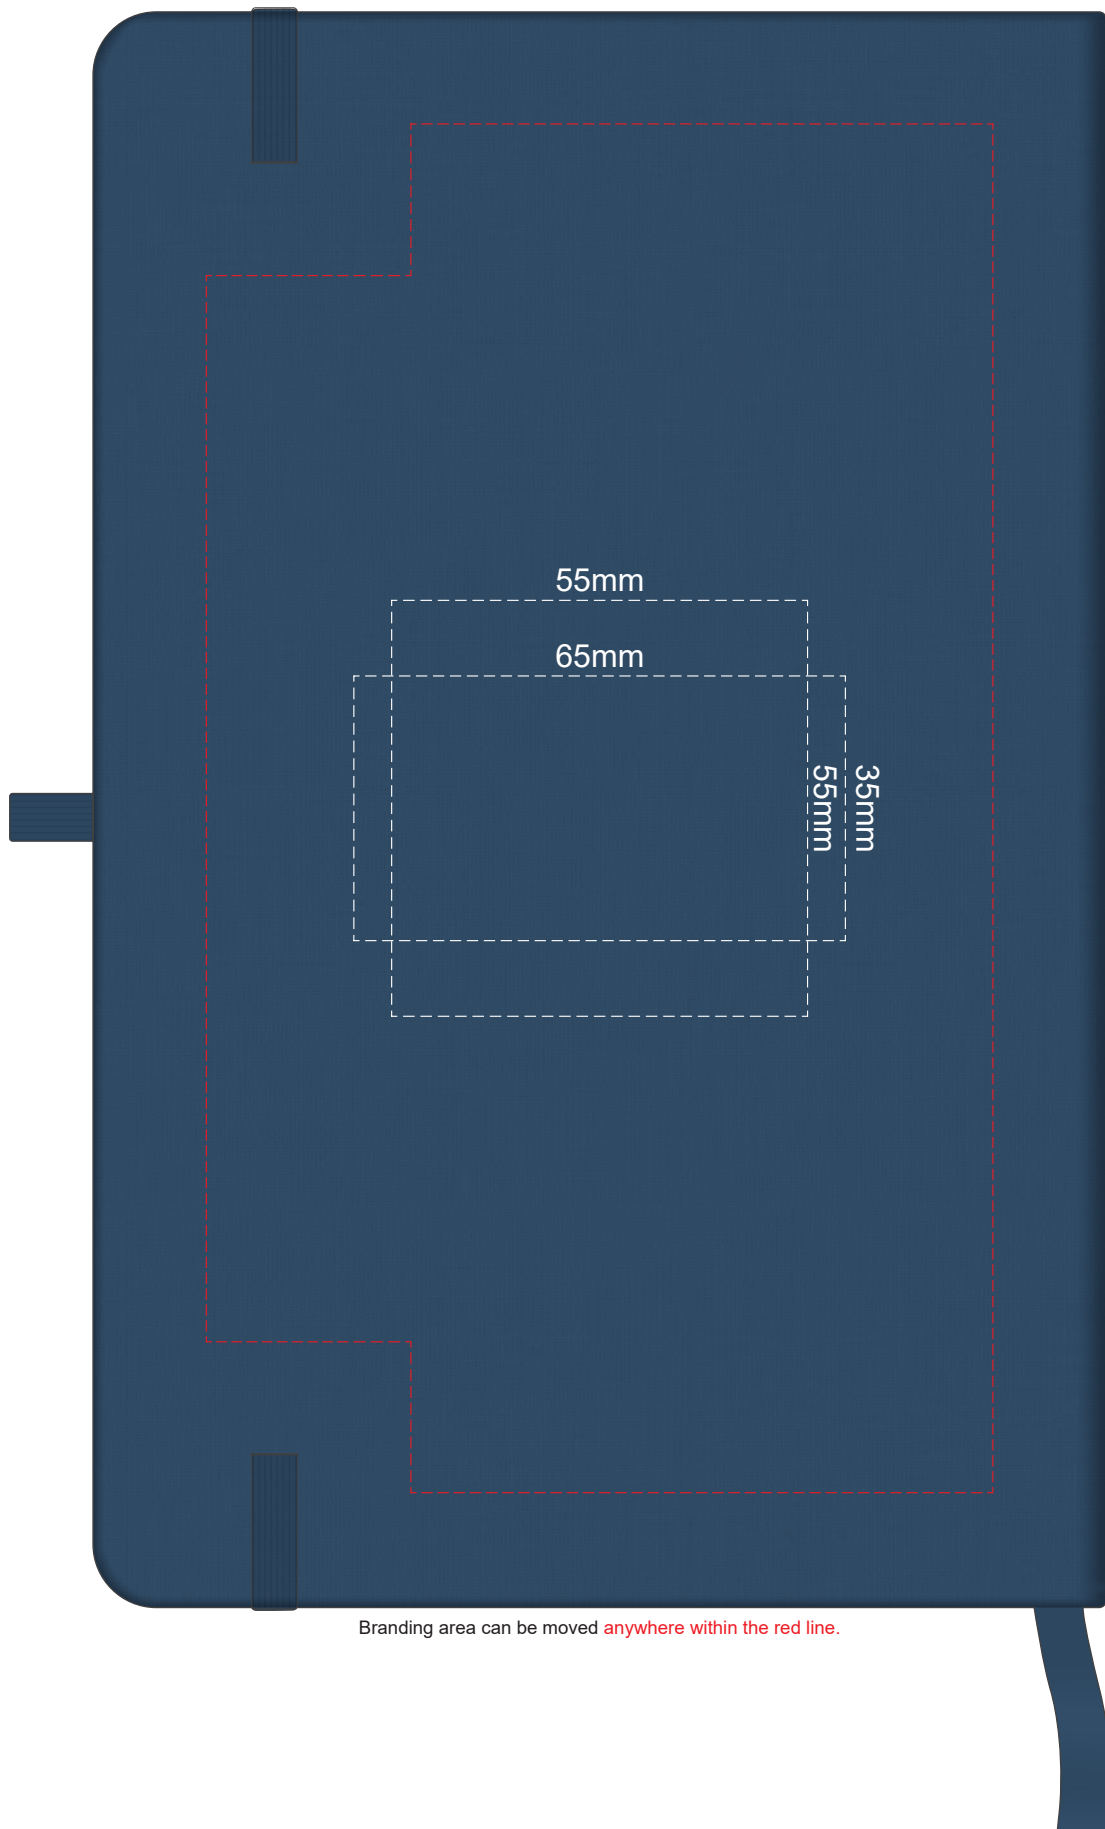 55mm
65mm
55mm
35mm
Branding area can be moved anywhere within the red line.